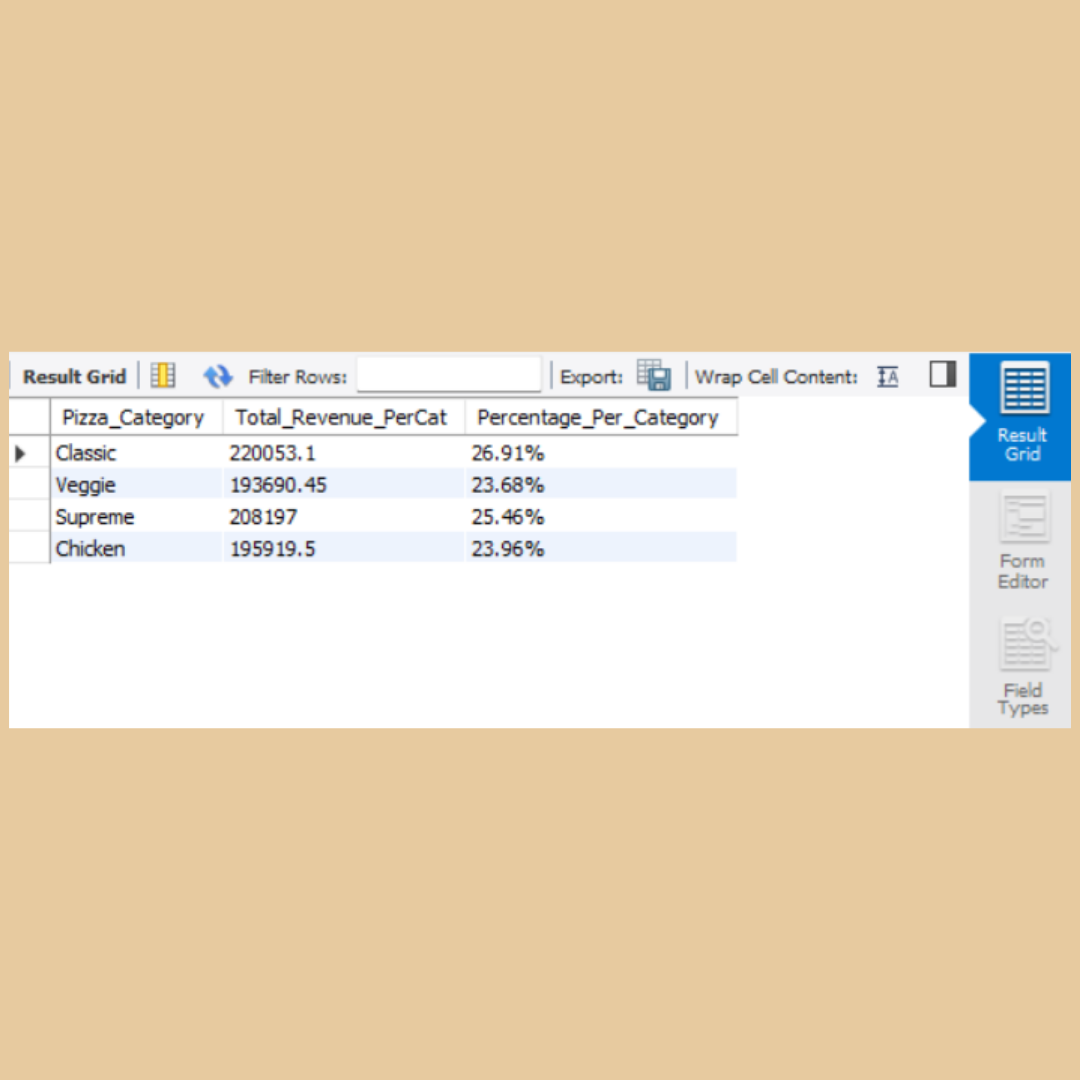 Result Grid Filter Rows: Export: Wrap Cell Content: A
Pizza_Category Total_Revenue_PerCat Percentage_Per_Category
Classic 220053.1 26.91%
Veggie 193690.45 23.68%
Supreme 208197 25.46%
Chicken 195919.5 23.96%
Result
Grid
Form
Editor
Field
Types